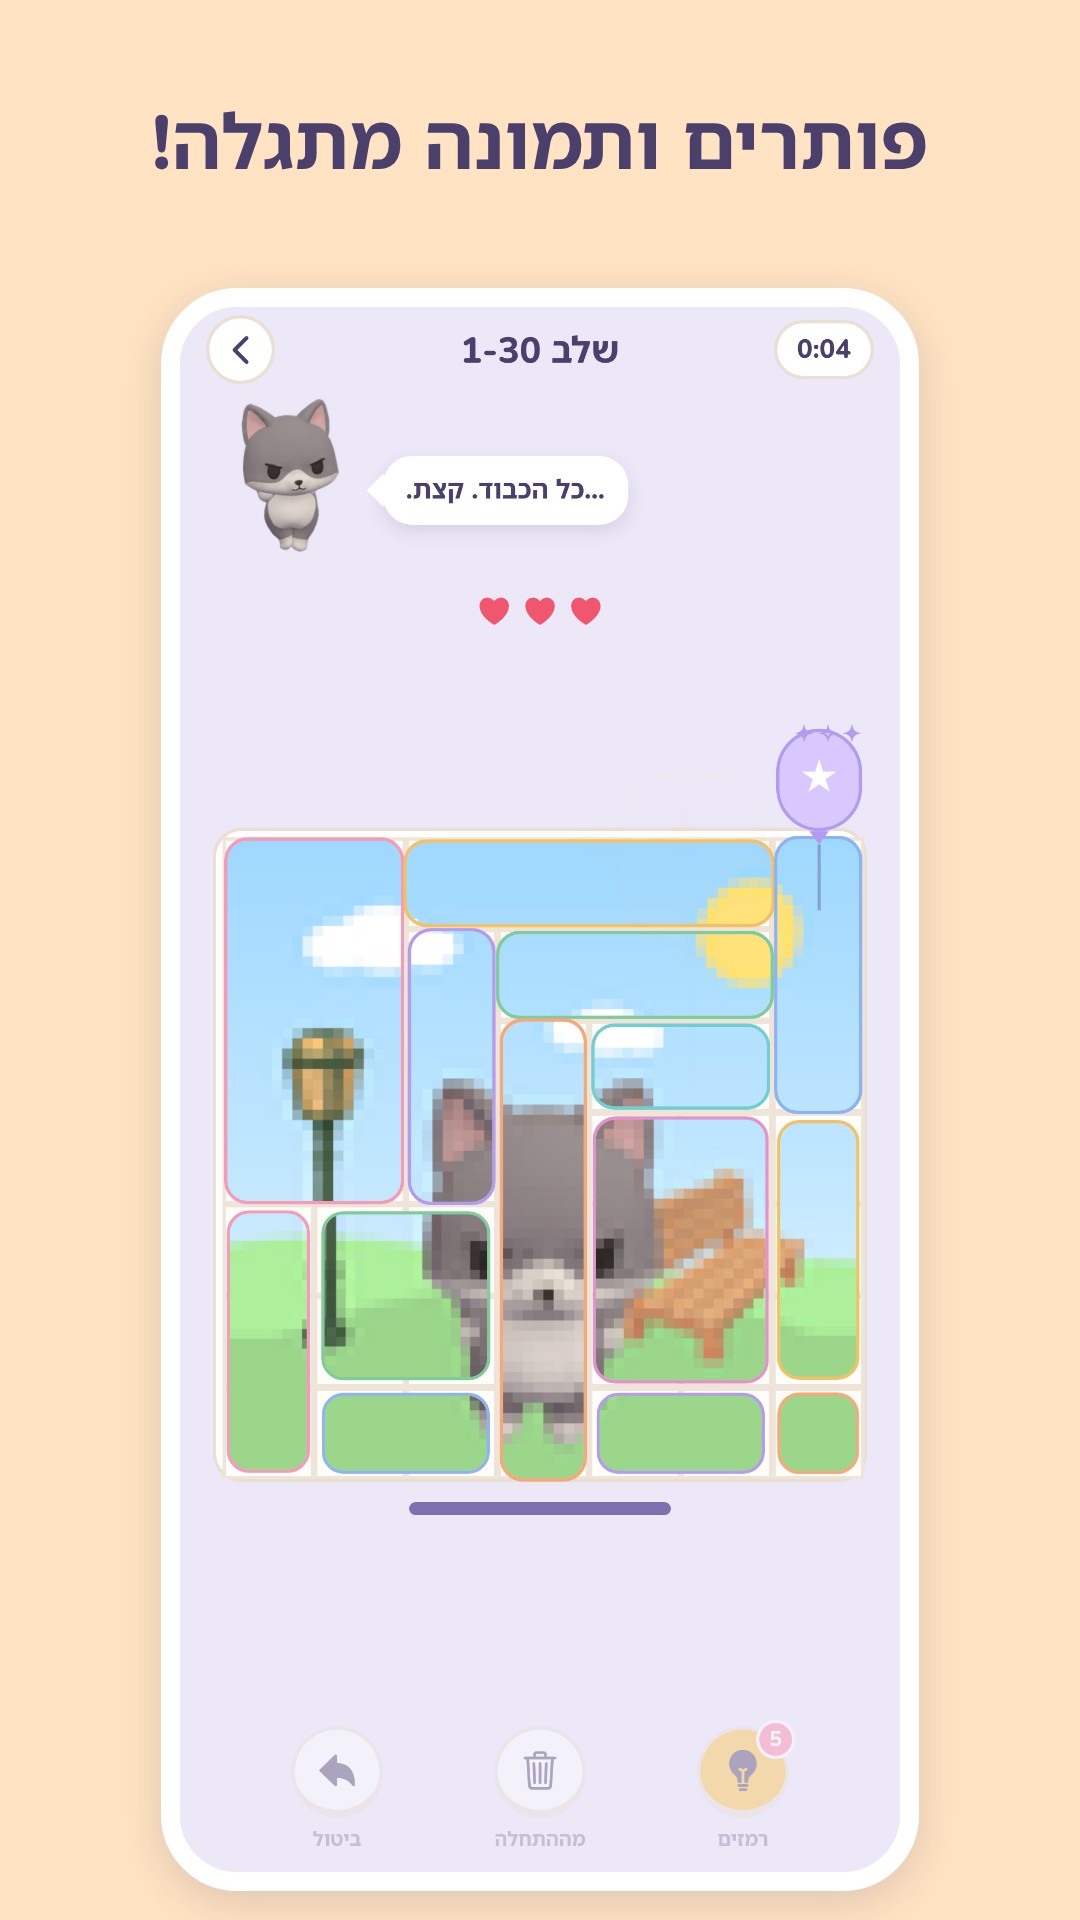 פותרים ותמונה מתגלה!
שלב 1-30
0:04
...כל הכבוד. קצת.
5
ביטול
מההתחלה
רמזים